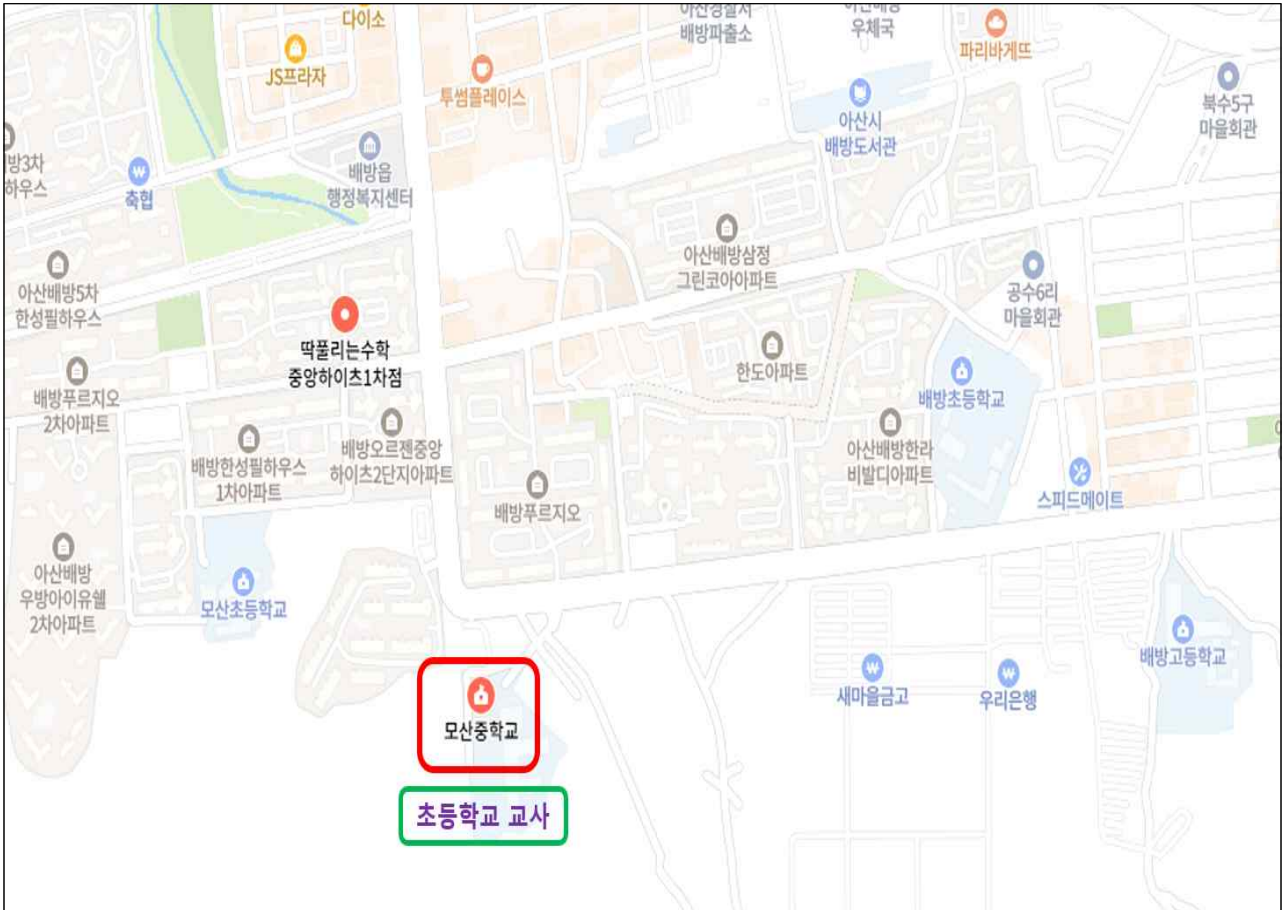 다이소
아산경찰서
배방파출소
아산배방
우체국
파리바게뜨
JS프라자
투썸플레이스
북수5구
마을회관
아산시
배방도서관
방3차
하우스
축협
배방읍
행정복지센터
아산배방삼정
그린코아아파트
아산배방5차
한성필하우스
공수6리
마을회관
딱풀리는수학
중앙하이츠1차점
한도아파트
배방푸르지오
2차아파트
배방초등학교
배방한성필하우스
1차아파트
배방오르젠중앙
하이츠2단지아파트
아산배방한라
비발디아파트
배방푸르지오
스피드메이트
아산배방
우방아이유쉘
2차아파트
모산초등학교
배방고등학교
새마을금고
우리은행
모산중학교
초등학교 교사